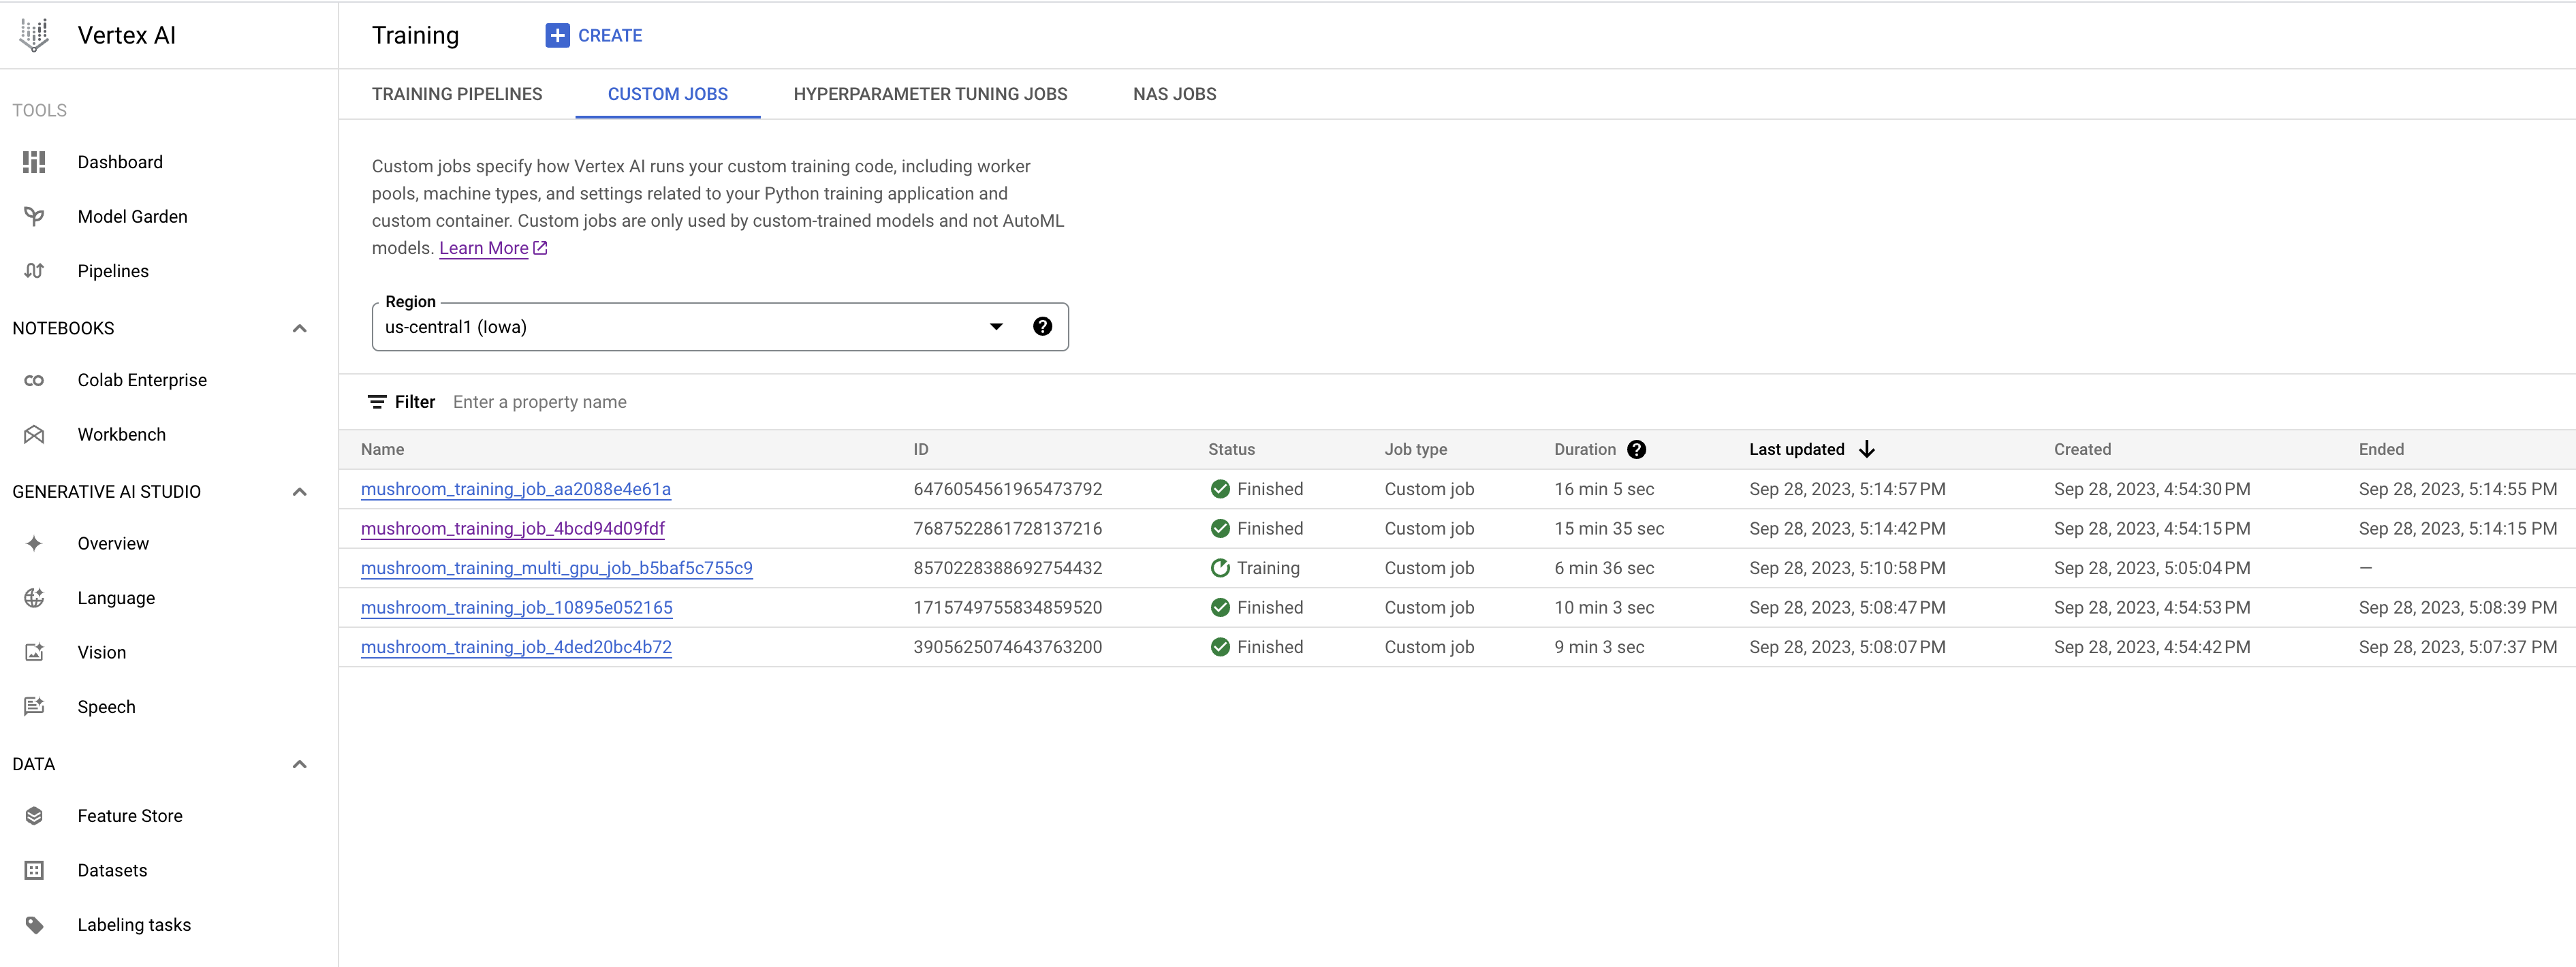 Vertex AI
Training
CREATE
TOOLS
Dashboard
Model Garden
Pipelines
NOTEBOOKS
Colab Enterprise
Workbench
GENERATIVE AI STUDIO
Overview
Language
Vision
Speech
DATA
Feature Store
Datasets
Labeling tasks
TRAINING PIPELINES CUSTOM JOBS HYPERPARAMETER TUNING JOBS NAS JOBS
Custom jobs specify how Vertex AI runs your custom training code, including worker
pools, machine types, and settings related to your Python training application and
custom container. Custom jobs are only used by custom-trained models and not AutoML
models. Learn More
Region
us-central1 (Iowa)
Filter Enter a property name
Name ID Status Job type Duration Last updated Created Ended
mushroom_training_job_aa2088e4e61a 6476054561965473792 Finished Custom job 16 min 5 sec Sep 28, 2023, 5:14:57 PM Sep 28, 2023, 4:54:30 PM Sep 28, 2023, 5:14:55 PM
mushroom_training_job_4bcd94d09fdf 7687522861728137216 Finished Custom job 15 min 35 sec Sep 28, 2023, 5:14:42 PM Sep 28, 2023, 4:54:15 PM Sep 28, 2023, 5:14:15 PM
mushroom_training_multi_gpu_job_b5baf5c755c9 8570228388692754432 Training Custom job 6 min 36 sec Sep 28, 2023, 5:10:58 PM Sep 28, 2023, 5:05:04 PM —
mushroom_training_job_10895e052165 1715749755834859520 Finished Custom job 10 min 3 sec Sep 28, 2023, 5:08:47 PM Sep 28, 2023, 4:54:53 PM Sep 28, 2023, 5:08:39 PM
mushroom_training_job_4ded20bc4b72 3905625074643763200 Finished Custom job 9 min 3 sec Sep 28, 2023, 5:08:07 PM Sep 28, 2023, 4:54:42 PM Sep 28, 2023, 5:07:37 PM